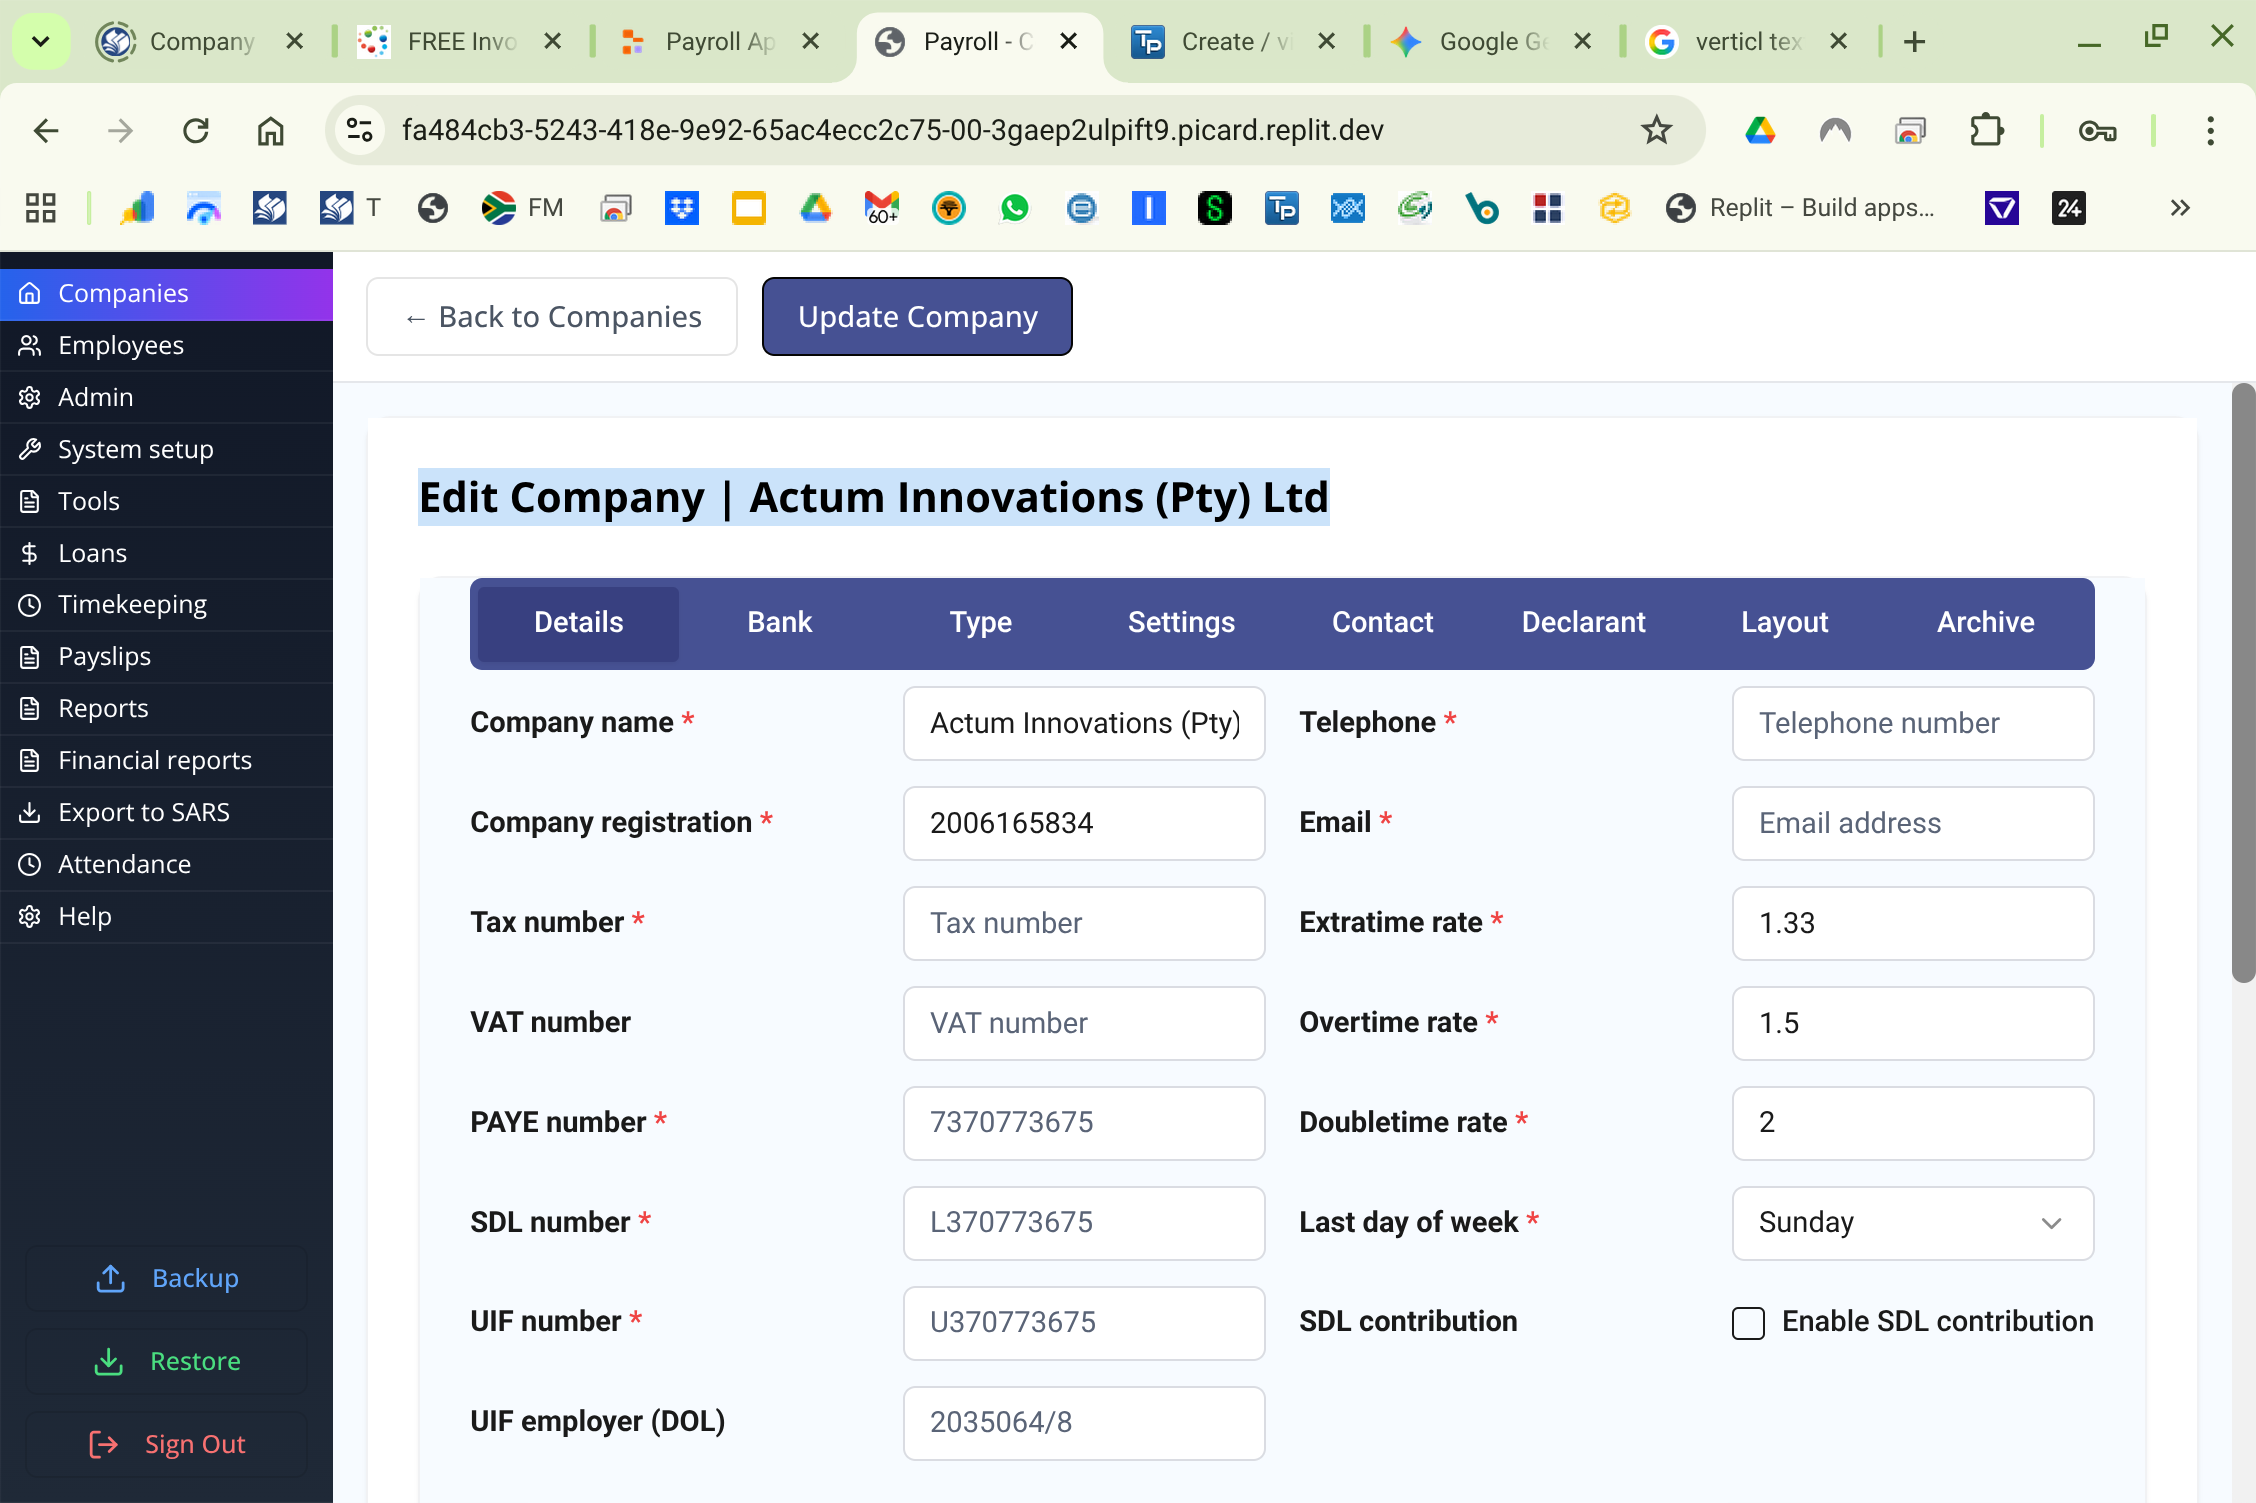 Company
FREE Invo
Payroll Ap
Payroll - C
Create / vi
Google Ge
verticl tex
fa484cb3-5243-418e-9e92-65ac4ecc2c75-00-3gaep2ulpift9.picard.replit.dev
T
FM
60+
Replit – Build apps...
24
Companies
Employees
Admin
System setup
Tools
Loans
Timekeeping
Payslips
Reports
Financial reports
Export to SARS
Attendance
Help
Backup
Restore
Sign Out
← Back to Companies
Update Company
Edit Company | Actum Innovations (Pty) Ltd
Details Bank Type Settings Contact Declarant Layout Archive
Company name * Actum Innovations (Pty) Telephone * Telephone number
Company registration * 2006165834 Email * Email address
Tax number * Tax number Extratime rate * 1.33
VAT number VAT number Overtime rate * 1.5
PAYE number * 7370773675 Doubletime rate * 2
SDL number * L370773675 Last day of week * Sunday
UIF number * U370773675 SDL contribution Enable SDL contribution
UIF employer (DOL) 2035064/8